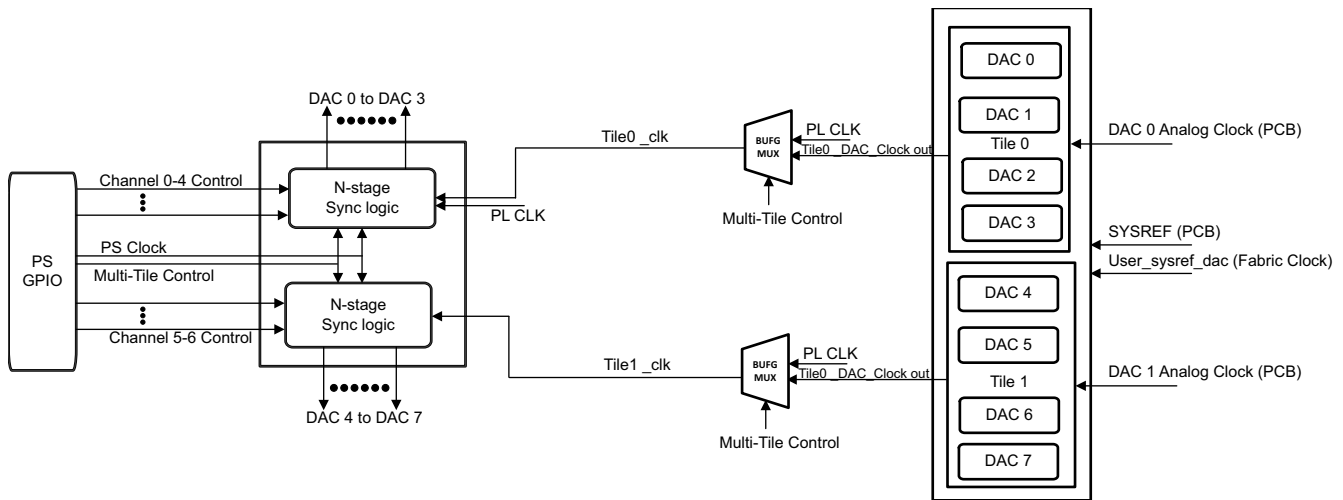 DAC 0 to DAC 3
Channel 0-4 Control
N-stage
Sync logic
PL CLK
PS Clock
Multi-Tile Control
PS
GPIO
N-stage
Sync logic
Channel 5-6 Control
DAC 4 to DAC 7
Tile0 _clk
BUFG
MUX
PL CLK
Tile0 _DAC_Clock out
Multi-Tile Control
Tile1 _clk
BUFG
MUX
PL CLK
Tile0_DAC_Clock out
Multi-Tile Control
DAC 0
DAC 1
Tile 0
DAC 2
DAC 3
DAC 4
DAC 5
Tile 1
DAC 6
DAC 7
DAC 0 Analog Clock (PCB)
SYSREF (PCB)
User_sysref_dac (Fabric Clock)
DAC 1 Analog Clock (PCB)